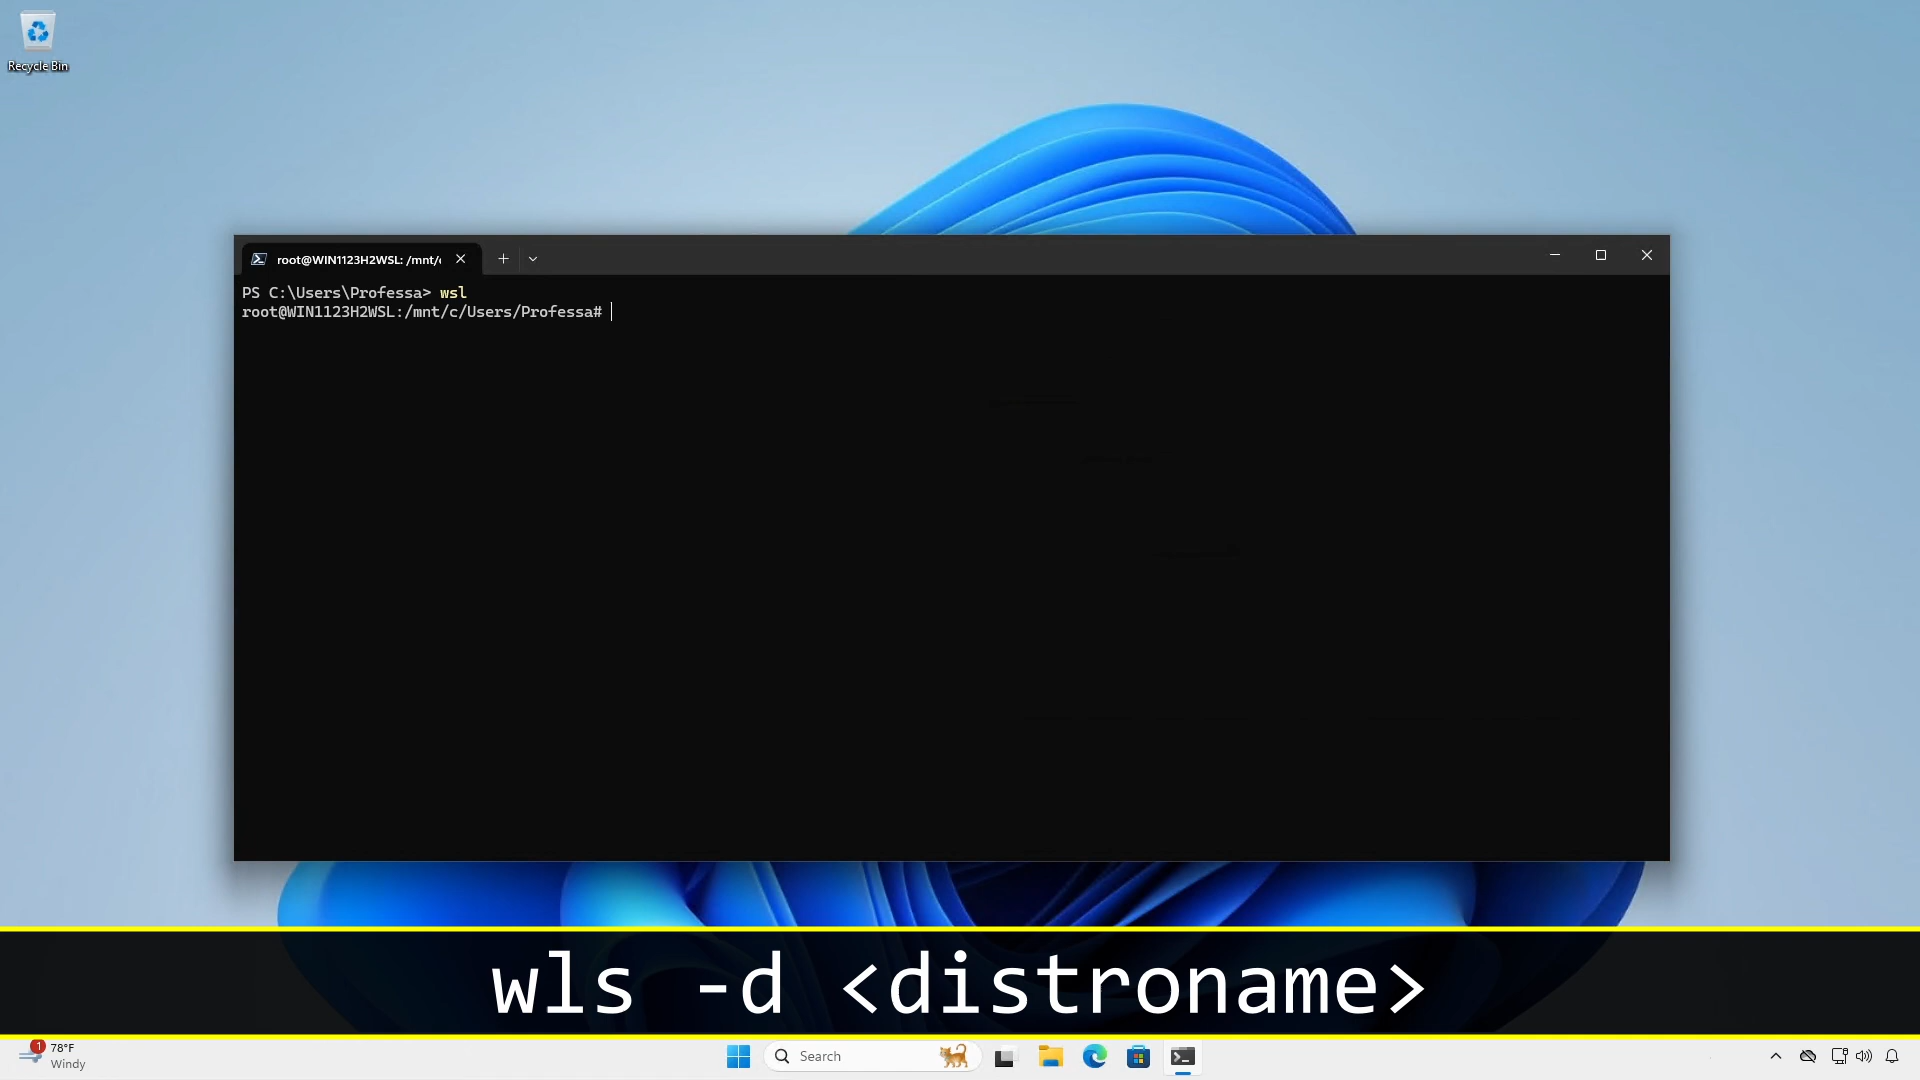 Recycle Bin
root@WIN1123H2WSL: /mnt/c
PS C:\Users\Professa> wsl
root@WIN1123H2WSL:/mnt/c/Users/Professa#
wls -d <distroname>
1
78°F
Windy
Search